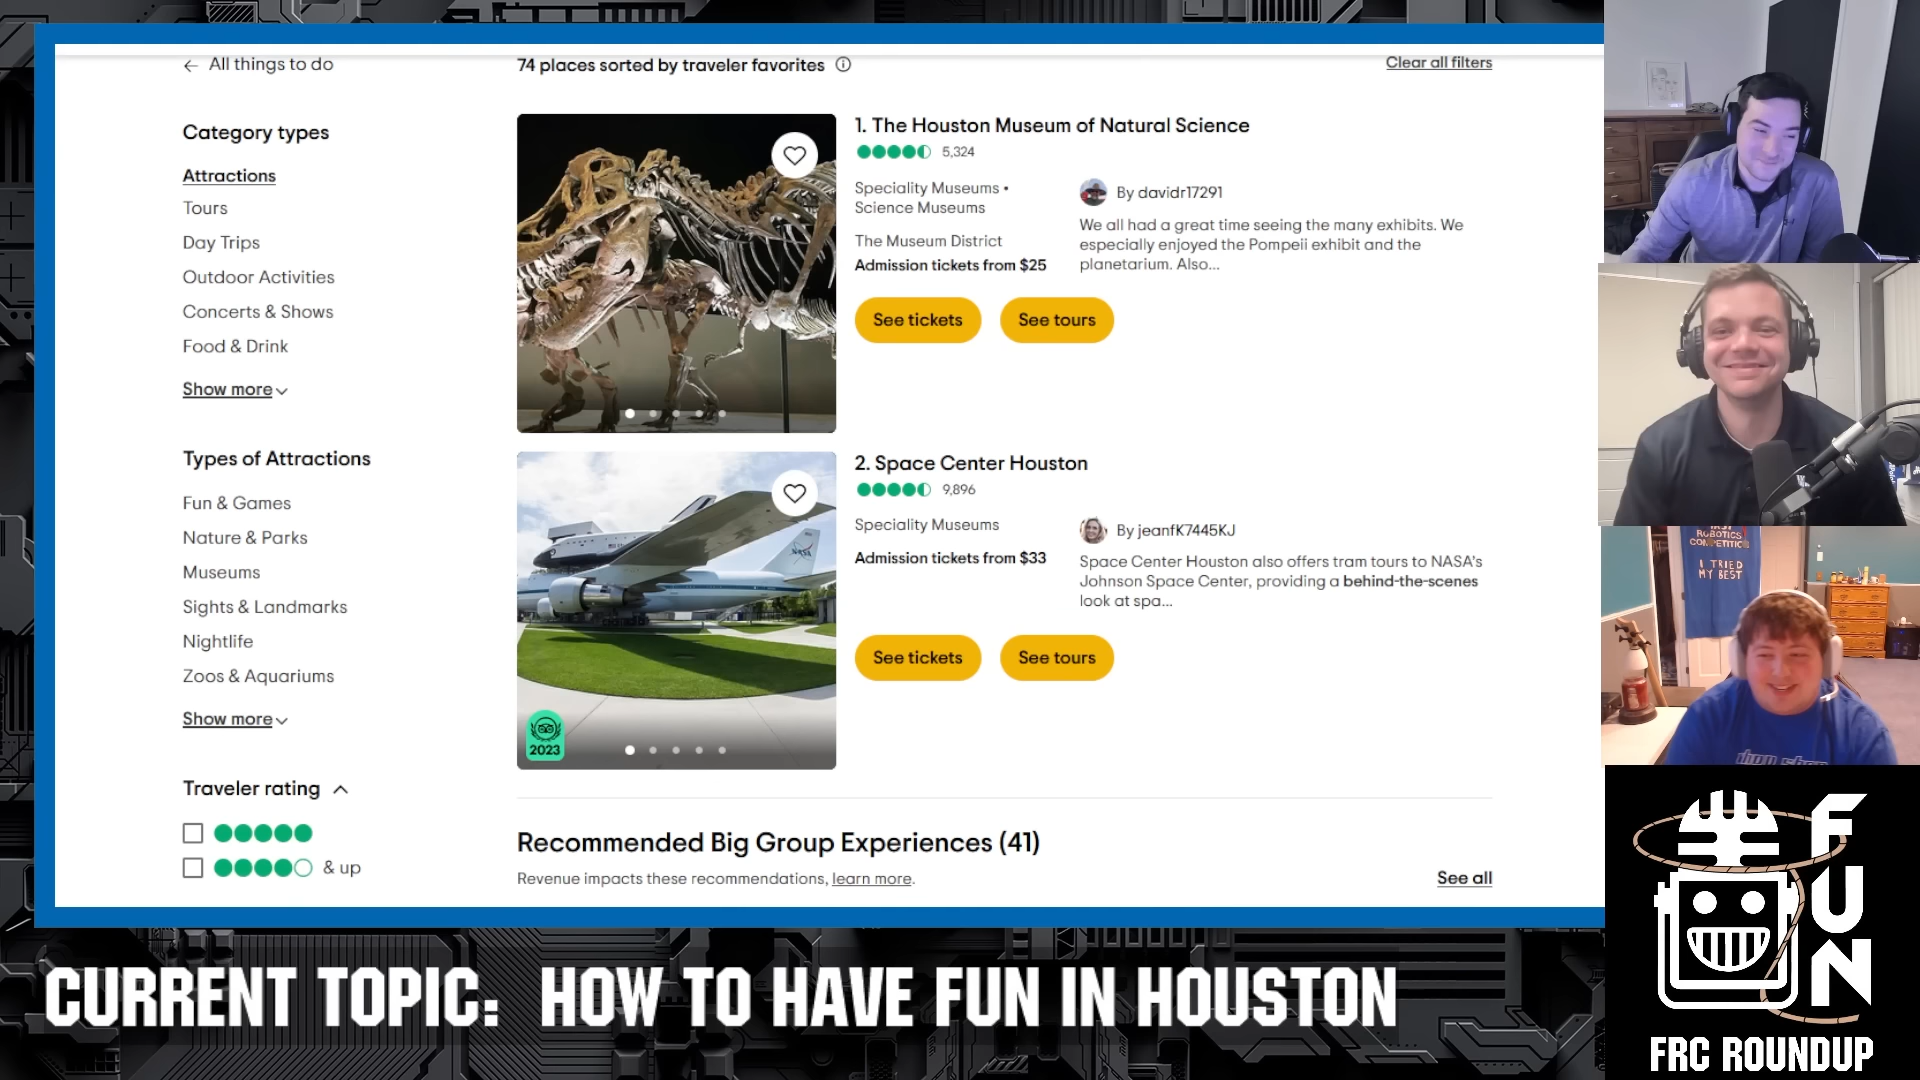 All things to do
74 places sorted by traveler favorites
Clear all filters
Category types
Attractions
Tours
Day Trips
Outdoor Activities
Concerts & Shows
Food & Drink
Show more
Types of Attractions
Fun & Games
Nature & Parks
Museums
Sights & Landmarks
Nightlife
Zoos & Aquariums
Show more
Traveler rating
& up
1. The Houston Museum of Natural Science
5,324
Speciality Museums •
Science Museums
The Museum District
Admission tickets from $25
By davidr17291
We all had a great time seeing the many exhibits. We
especially enjoyed the Pompeii exhibit and the
planetarium. Also...
See tickets
See tours
2. Space Center Houston
9,896
Speciality Museums
Admission tickets from $33
By jeanfK7445KJ
Space Center Houston also offers tram tours to NASA's
Johnson Space Center, providing a behind-the-scenes
look at spa...
See tickets
See tours
NASA
2023
Recommended Big Group Experiences (41)
Revenue impacts these recommendations, learn more.
See all
ROBOTICS
COMPETITION
I TRIED
MY BEST
CURRENT TOPIC: HOW TO HAVE FUN IN HOUSTON
FUN
FRC ROUNDUP